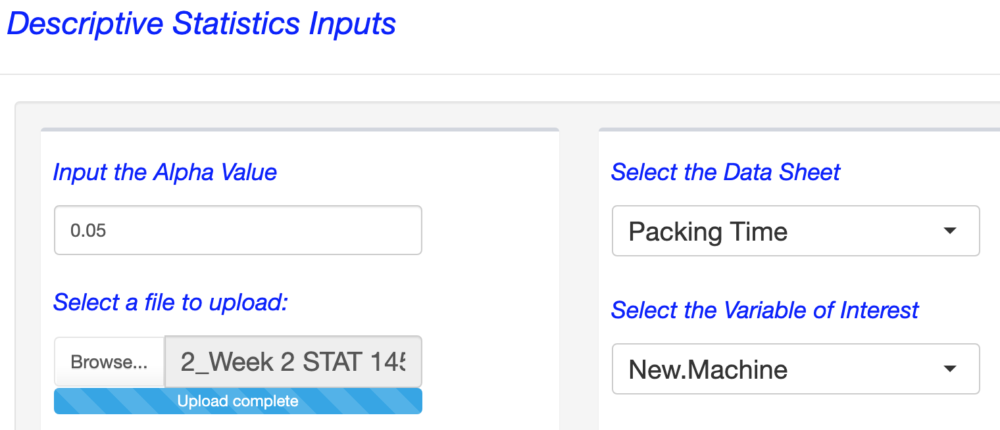 Descriptive Statistics Inputs
Input the Alpha Value
0.05
Select a file to upload:
Browse... 2_Week 2 STAT 145
Upload complete
Select the Data Sheet
Packing Time
Select the Variable of Interest
New.Machine